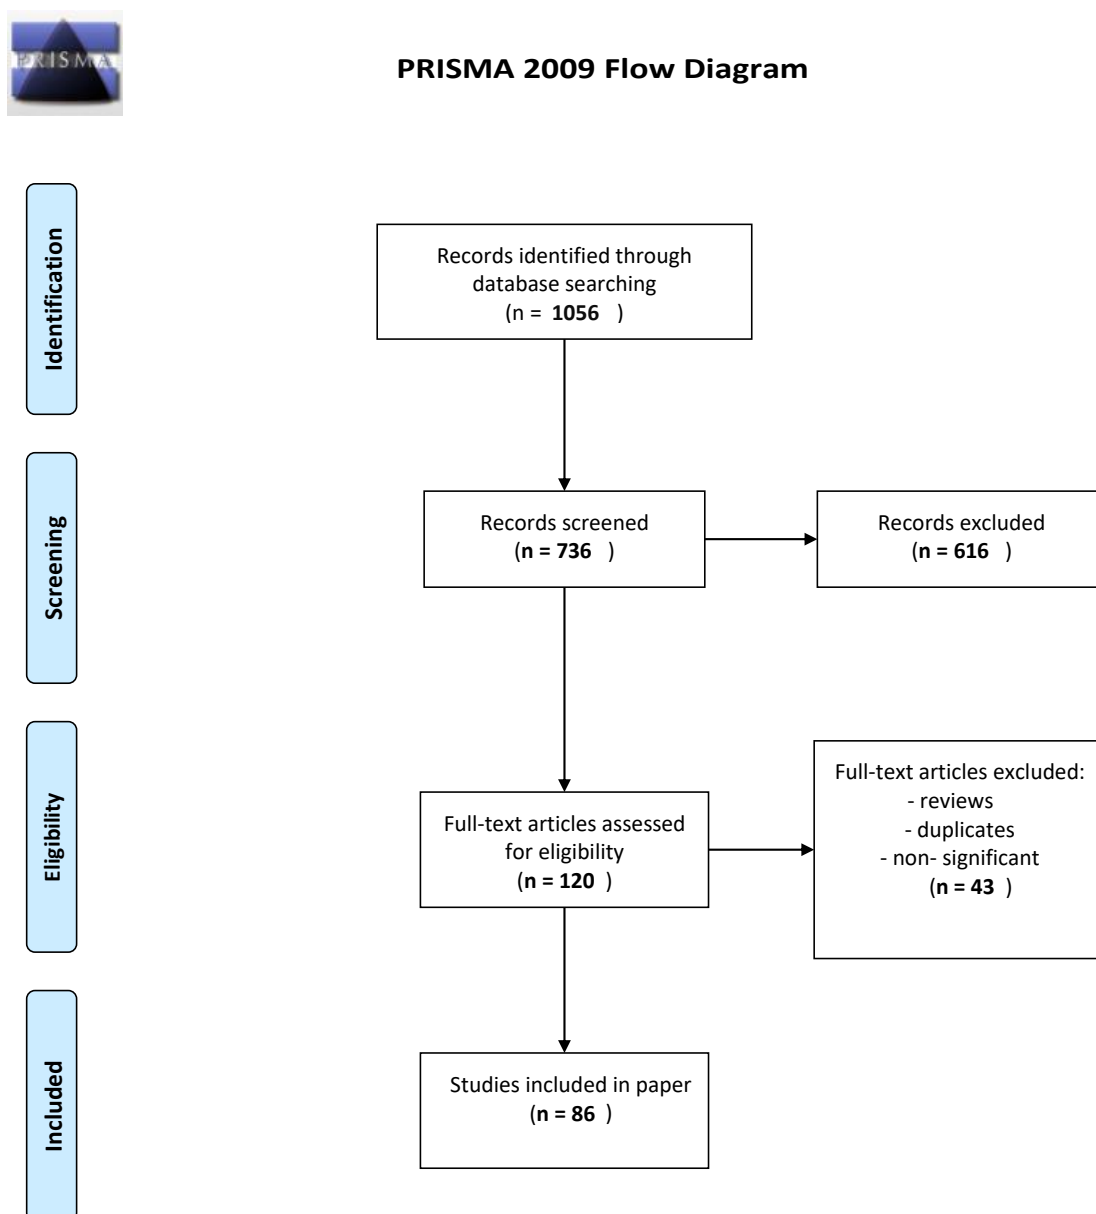 PRISMA
PRISMA 2009 Flow Diagram
Identification
Records identified through
database searching
(n = 1056 )
Screening
Records screened
(n = 736 )
Records excluded
(n = 616 )
Eligibility
Full-text articles assessed
for eligibility
(n = 120 )
Full-text articles excluded:
- reviews
- duplicates
- non- significant
(n = 43 )
Included
Studies included in paper
(n = 86 )